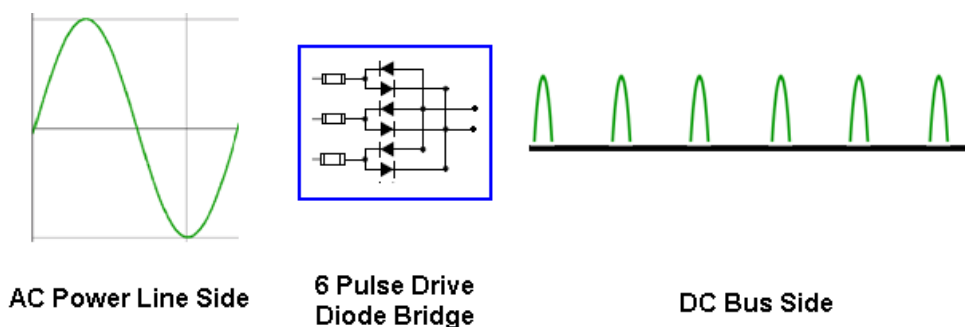 AC Power Line Side
6 Pulse Drive
Diode Bridge
DC Bus Side